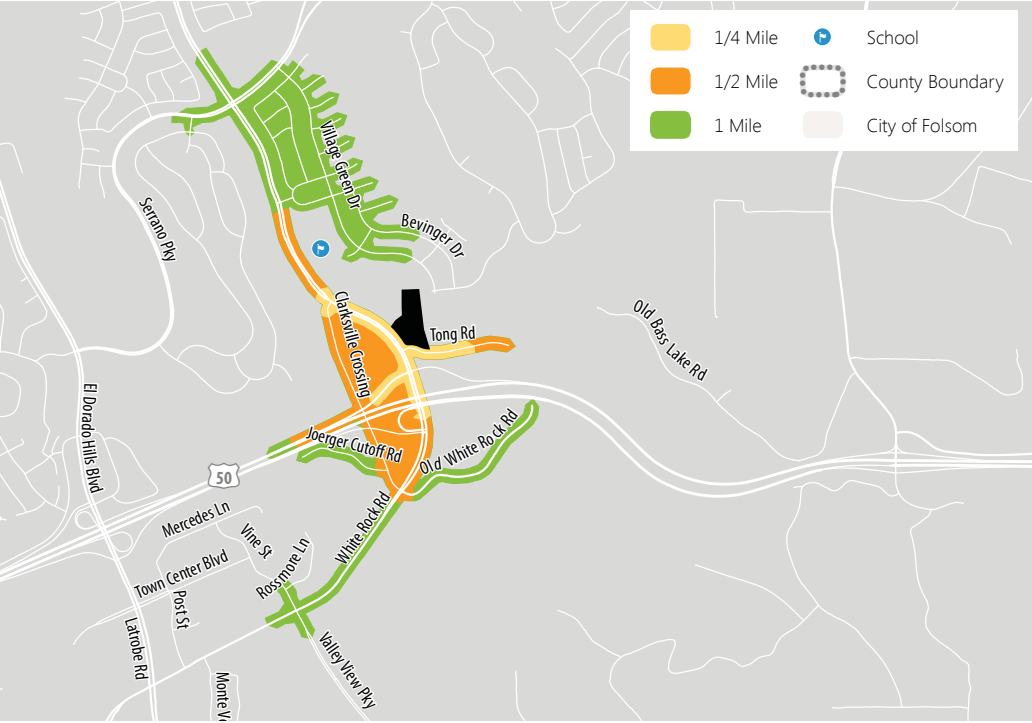 1/4 Mile
School
1/2 Mile
County Boundary
1 Mile
City of Folsom
Village Green Dr
Serrano Pky
Bevinger Dr
Clarksville Crossing
Tong Rd
Old Bass Lake Rd
El Dorado Hills Blvd
Joerger Cutoff Rd
Old White Rock Rd
50
Mercedes Ln
White Rock Rd
Vine St
Rossmore Ln
Town Center Blvd
Post St
Latrobe Rd
Valley View Pky
Monte Ve